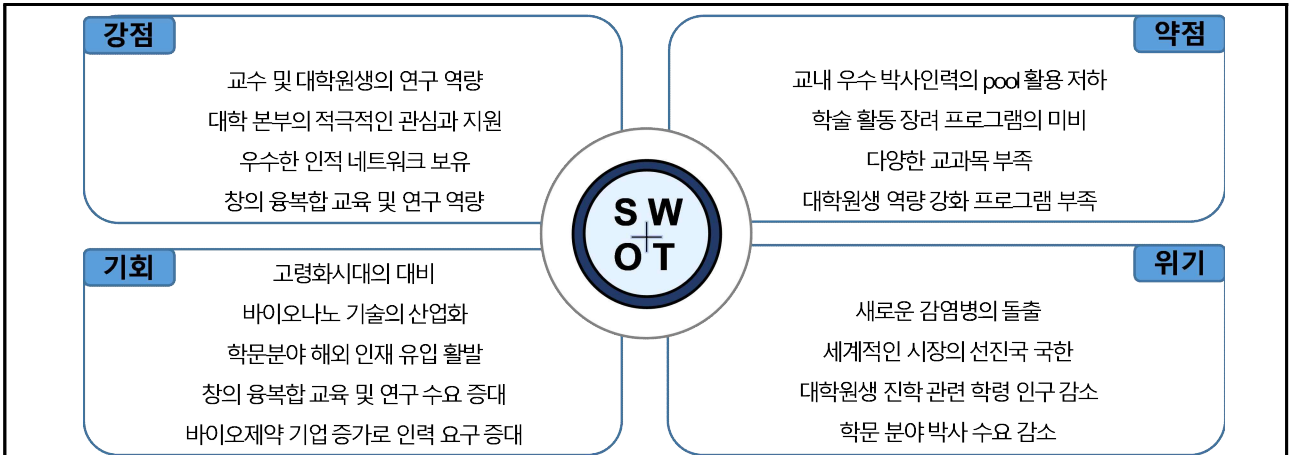 강점
교수 및 대학원생의 연구 역량
대학 본부의 적극적인 관심과 지원
우수한 인적 네트워크 보유
창의 융복합 교육 및 연구 역량
약점
교내 우수 박사인력의 pool 활용 저하
학술 활동 장려 프로그램의 미비
다양한 교과목 부족
대학원생 역량 강화 프로그램 부족
S W
O T
기회
고령화시대의 대비
바이오나노 기술의 산업화
학문분야 해외 인재 유입 활발
창의 융복합 교육 및 연구 수요 증대
바이오제약 기업 증가로 인력 요구 증대
위기
새로운 감염병의 돌출
세계적인 시장의 선진국 국한
대학원생 진학 관련 학령 인구 감소
학문 분야 박사 수요 감소